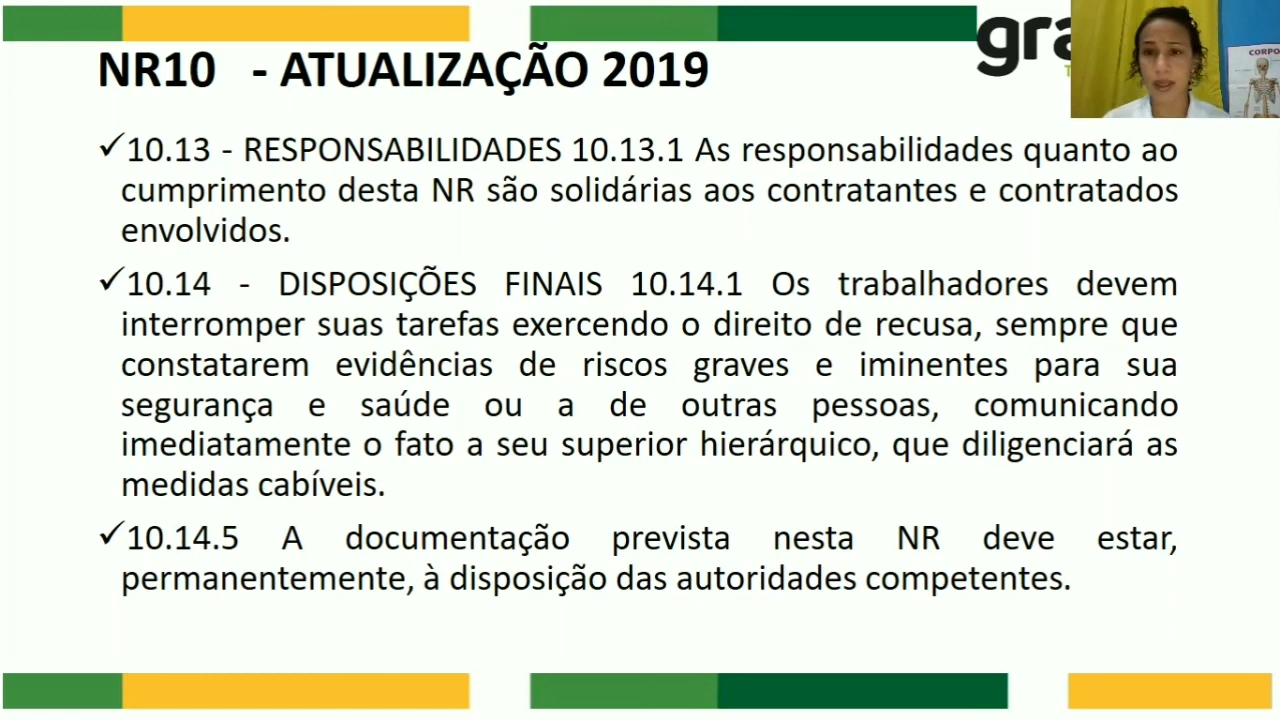 NR10 - ATUALIZAÇÃO 2019
gra
CORPO
✓10.13 - RESPONSABILIDADES 10.13.1 As responsabilidades quanto ao
cumprimento desta NR são solidárias aos contratantes e contratados
envolvidos.
✓10.14 - DISPOSIÇÕES FINAIS 10.14.1 Os trabalhadores devem
interromper suas tarefas exercendo o direito de recusa, sempre que
constatarem evidências de riscos graves e iminentes para sua
segurança e saúde ou a de outras pessoas, comunicando
imediatamente o fato a seu superior hierárquico, que diligenciará as
medidas cabíveis.
✓10.14.5 A documentação prevista nesta NR deve estar,
permanentemente, à disposição das autoridades competentes.